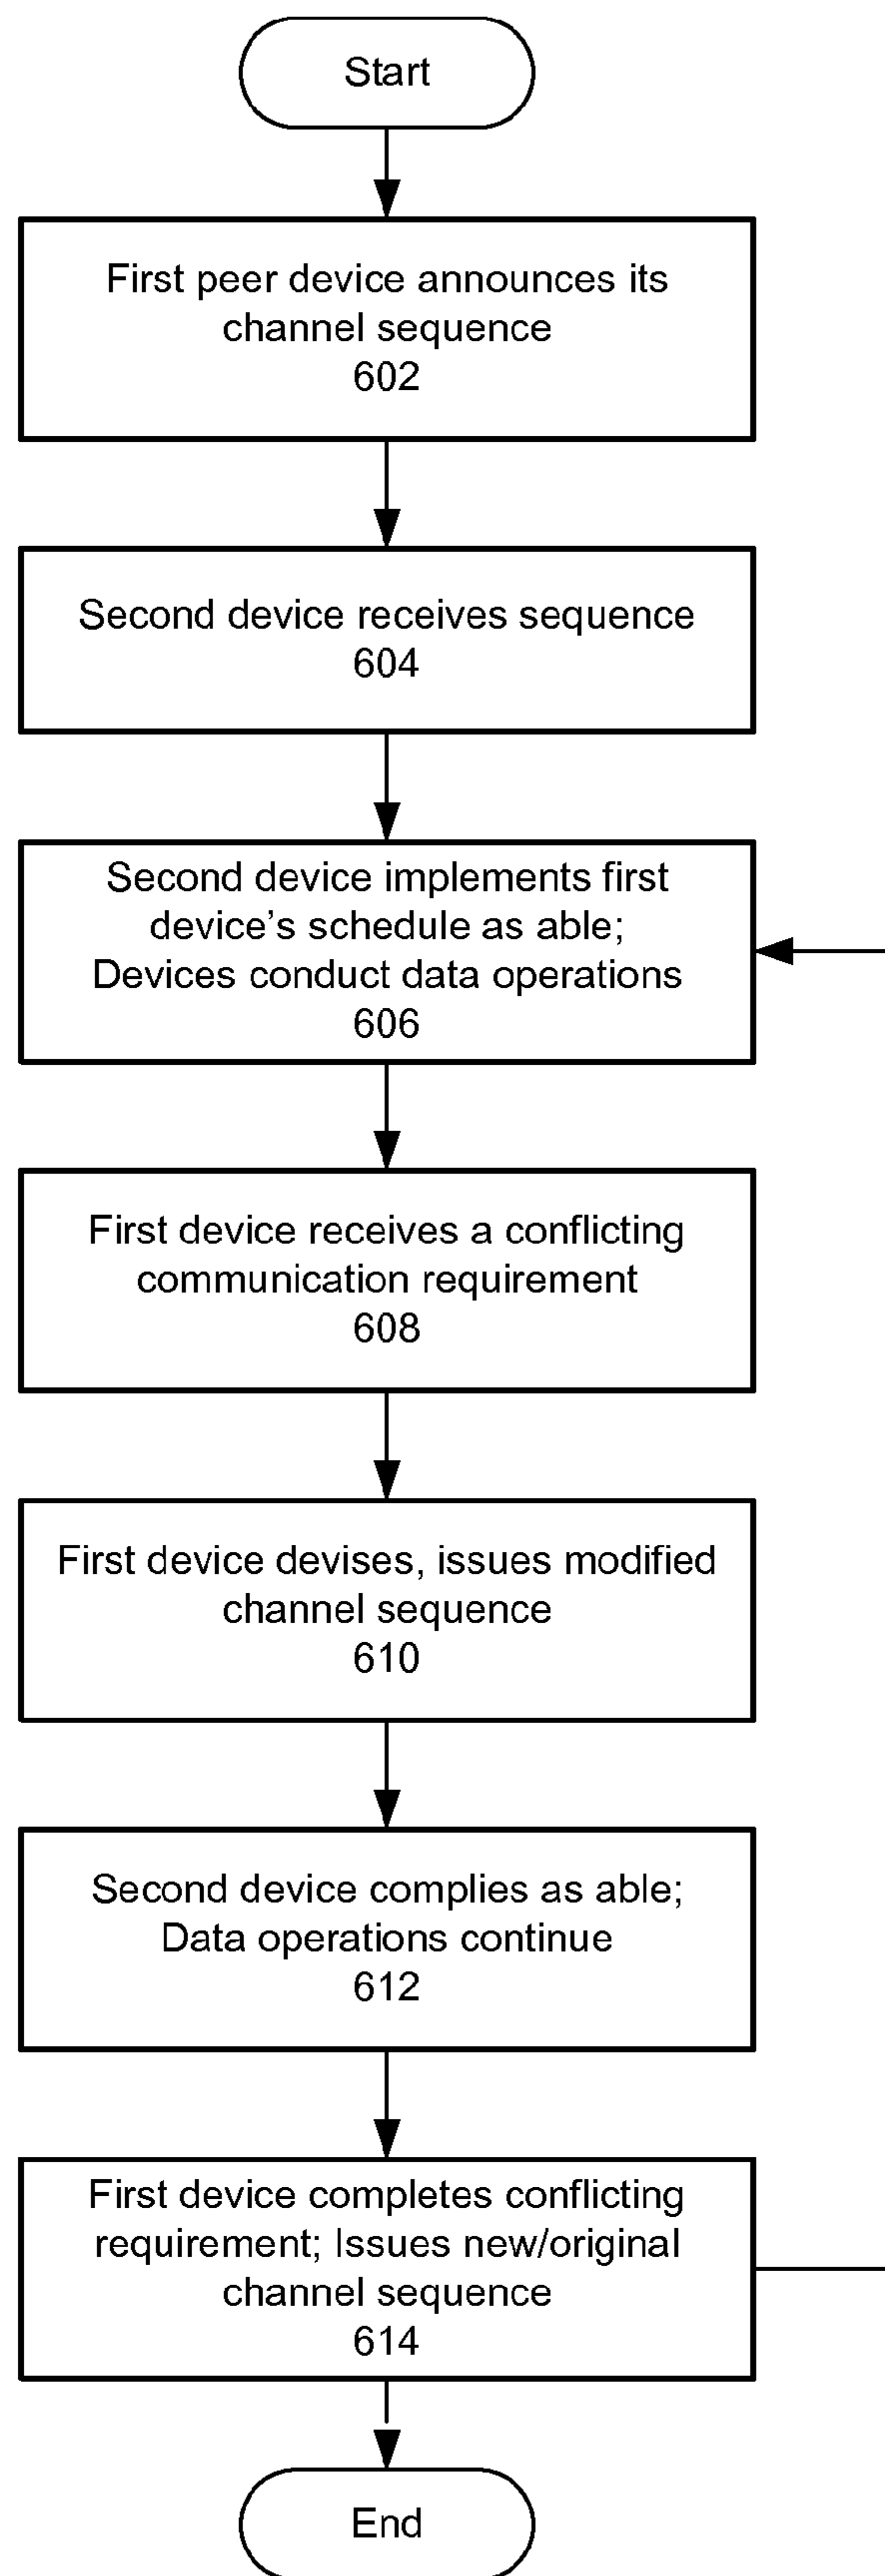 Start
First peer device announces its
channel sequence
602
Second device receives sequence
604
Second device implements first
device’s schedule as able;
Devices conduct data operations
606
First device receives a conflicting
communication requirement
608
First device devises, issues modified
channel sequence
610
Second device complies as able;
Data operations continue
612
First device completes conflicting
requirement; Issues new/original
channel sequence
614
End